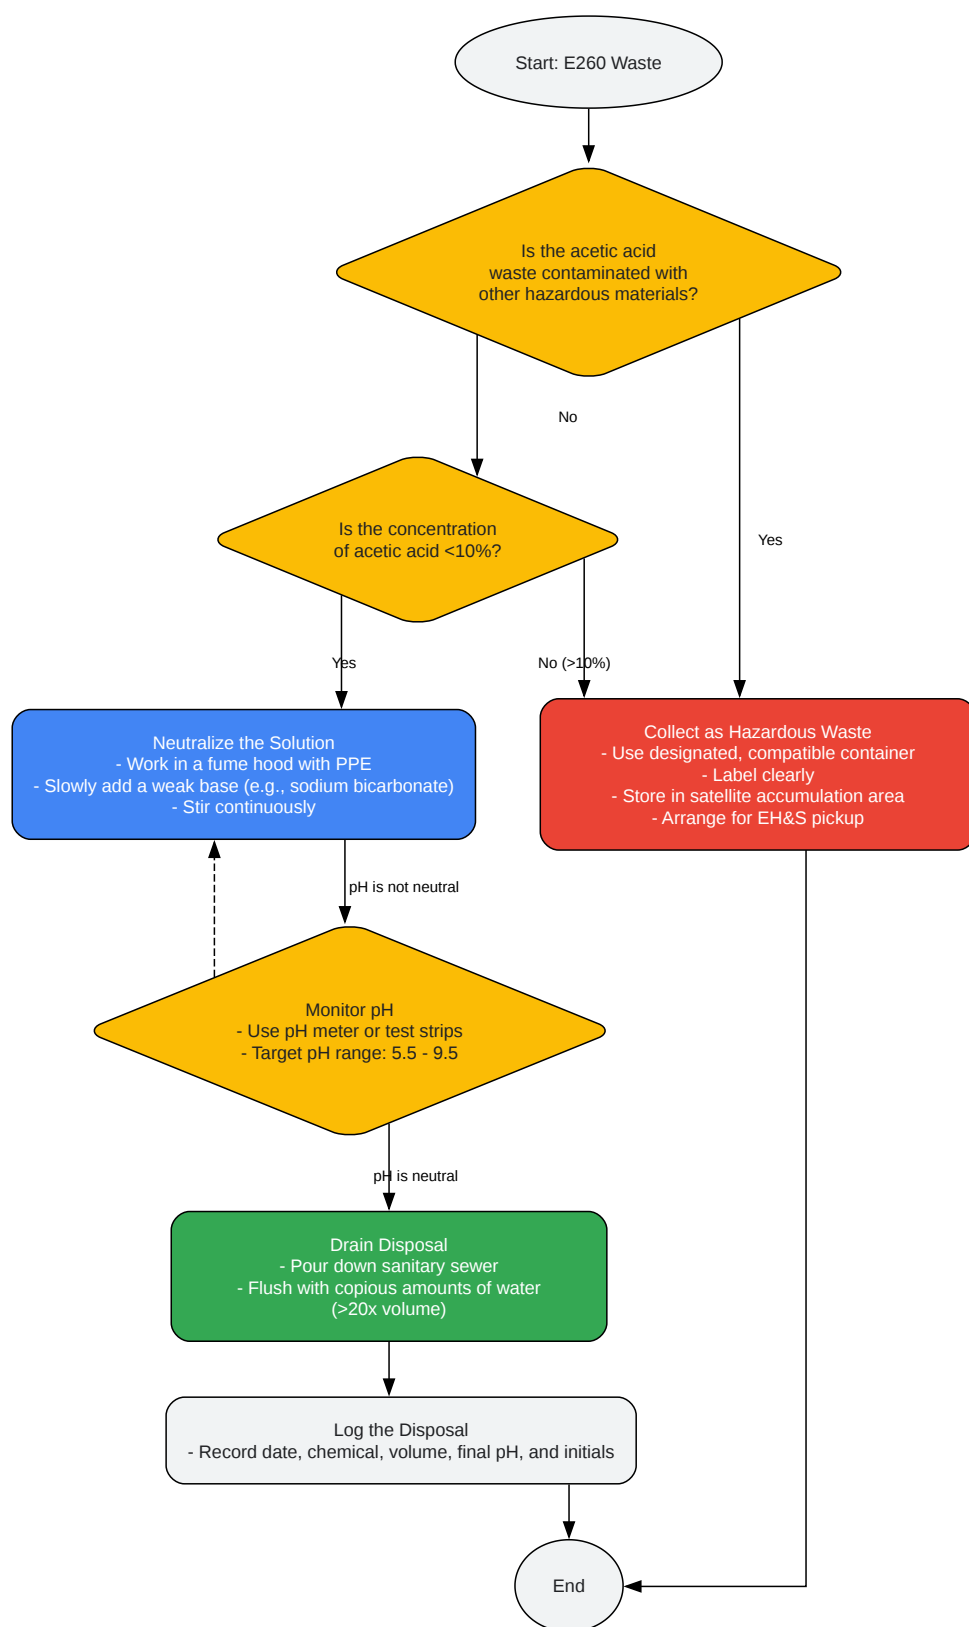 Start: E260 Waste
Is the acetic acid
waste contaminated with
other hazardous materials?
No
Yes
Is the concentration
of acetic acid <10%?
Yes
No (>10%)
Neutralize the Solution
- Work in a fume hood with PPE
- Slowly add a weak base (e.g., sodium bicarbonate)
- Stir continuously
Collect as Hazardous Waste
- Use designated, compatible container
- Label clearly
- Store in satellite accumulation area
- Arrange for EH&S pickup
pH is not neutral
Monitor pH
- Use pH meter or test strips
- Target pH range: 5.5 - 9.5
pH is neutral
Drain Disposal
- Pour down sanitary sewer
- Flush with copious amounts of water
(>20x volume)
Log the Disposal
- Record date, chemical, volume, final pH, and initials
End